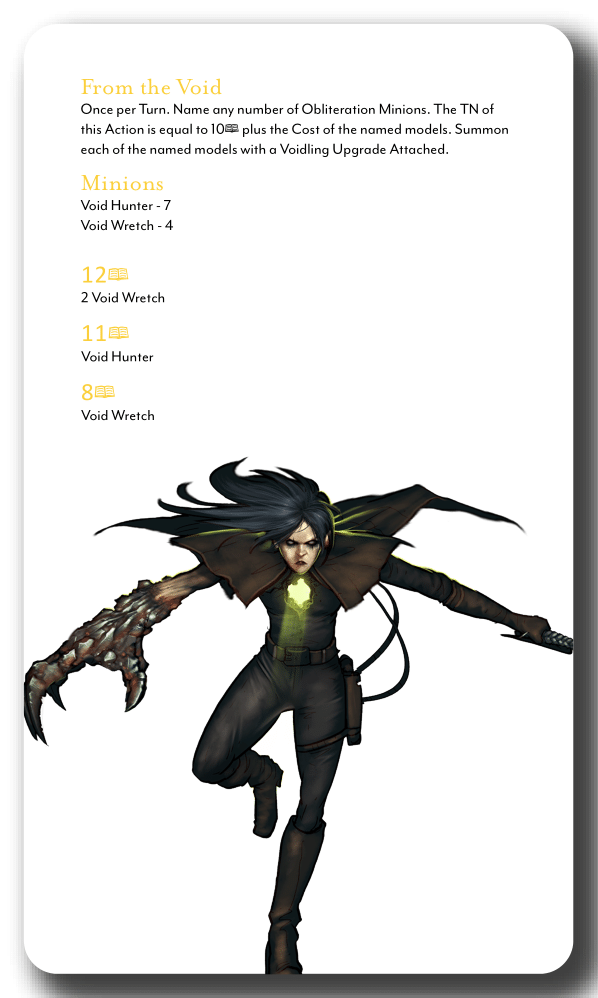 From the Void
Once per Turn. Name any number of Obliteration Minions. The TN of
this Action is equal to 10 plus the Cost of the named models. Summon
each of the named models with a Voidling Upgrade Attached.
Minions
Void Hunter - 7
Void Wretch - 4
12
2 Void Wretch
11
Void Hunter
8
Void Wretch